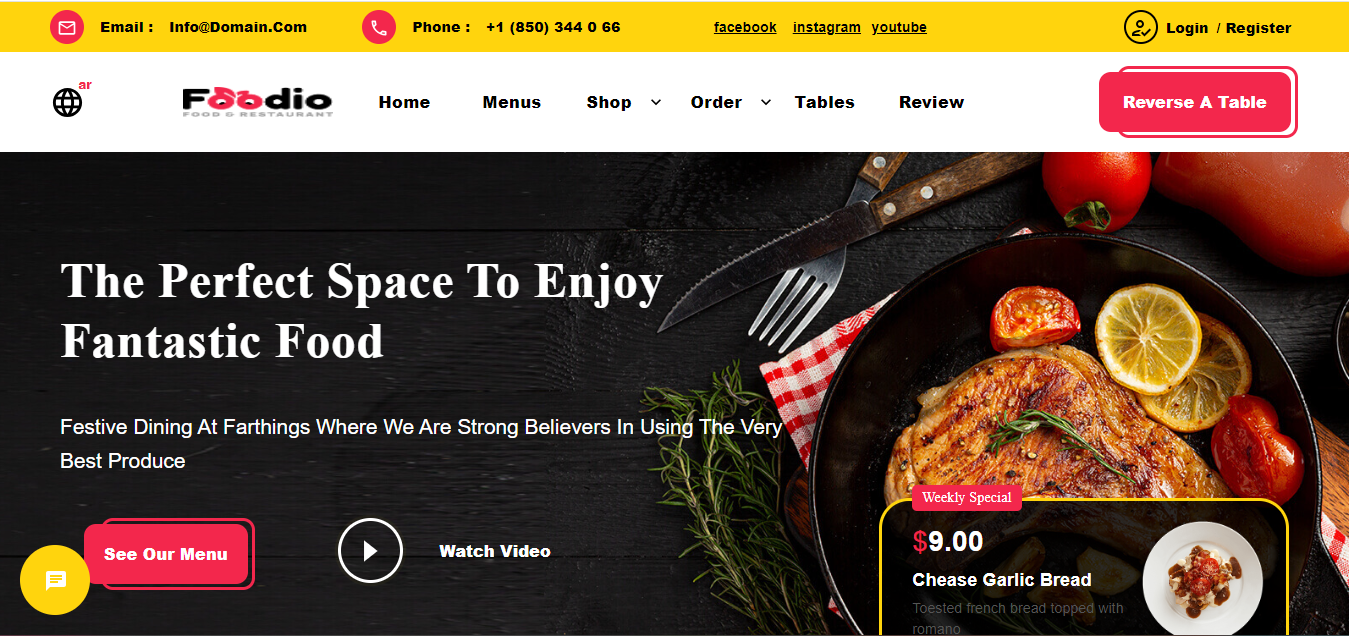 Email : Info@Domain.Com Phone : +1 (850) 344 0 66 facebook instagram youtube Login / Register
ar
Foodio
FOOD & RESTAURANT
Home Menus Shop Order Tables Review Reverse A Table
The Perfect Space To Enjoy
Fantastic Food
Festive Dining At Farthings Where We Are Strong Believers In Using The Very
Best Produce
See Our Menu Watch Video
Weekly Special
$9.00
Chease Garlic Bread
Toested french bread topped with
romano